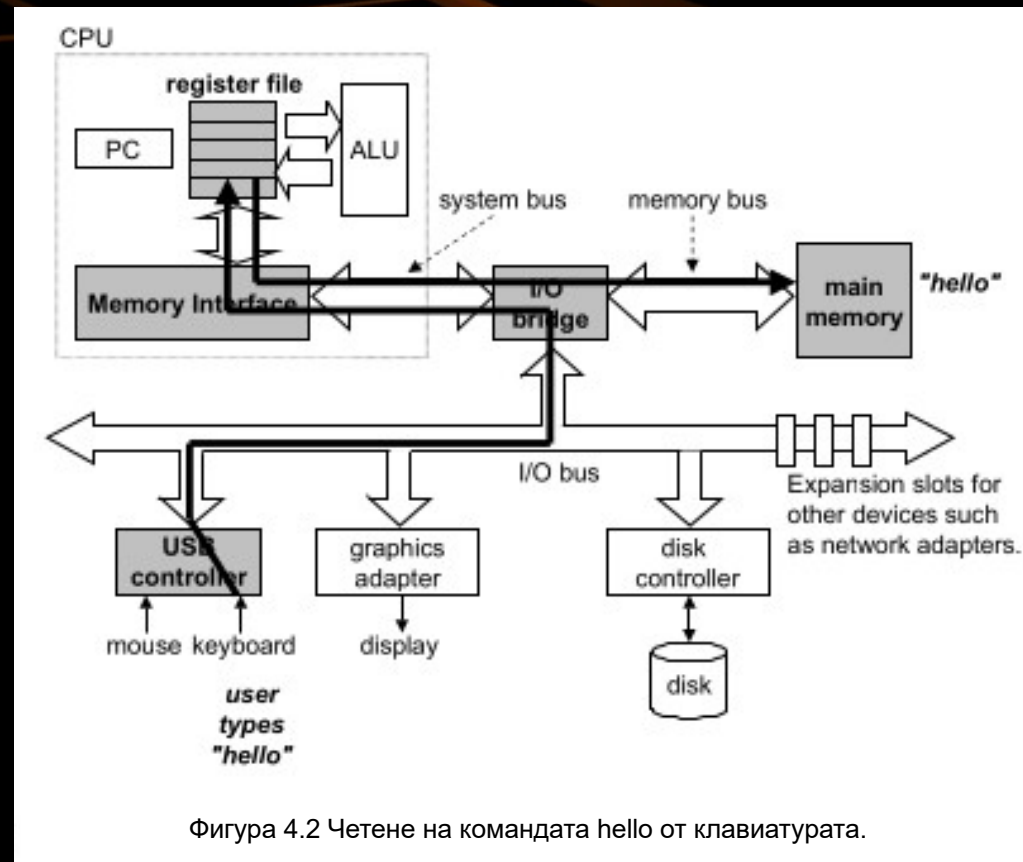 CPU
register file
PC
ALU
system bus
memory bus
Memory Interface
I/O
bridge
main
memory
"hello"
I/O bus
Expansion slots for
other devices such
as network adapters.
USB
controller
graphics
adapter
disk
controller
mouse keyboard
display
disk
user
types
"hello"
Фигура 4.2 Четене на командата hello от клавиатурата.